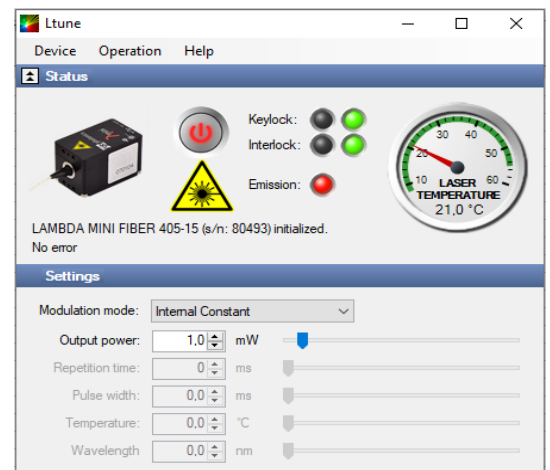 Ltune
Device Operation Help
Status
Keylock:
Interlock:
Emission:
10 20 30 40 50 60
LASER
TEMPERATURE
21,0 °C
LAMBDA MINI FIBER 405-15 (s/n: 80493) initialized.
No error
Settings
Modulation mode: Internal Constant
Output power: 1,0 mW
Repetition time: 0 ms
Pulse width: 0,0 ms
Temperature: 0,0 °C
Wavelength 0,0 nm